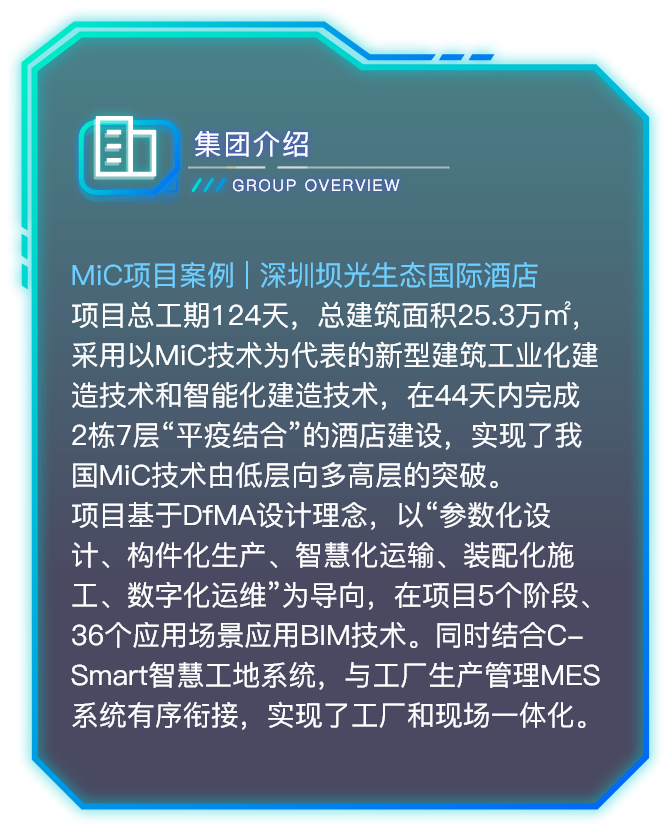 集团介绍
GROUP OVERVIEW
MiC项目案例｜深圳坝光生态国际酒店
项目总工期124天，总建筑面积25.3万㎡，
采用以MiC技术为代表的新型建筑工业化建
造技术和智能化建造技术，在44天内完成
2栋7层“平疫结合”的酒店建设，实现了我
国MiC技术由低层向多高层的突破。
项目基于DfMA设计理念，以“参数化设
计、构件化生产、智慧化运输、装配化施
工、数字化运维”为导向，在项目5个阶段、
36个应用场景应用BIM技术。同时结合C-
Smart智慧工地系统，与工厂生产管理MES
系统有序衔接，实现了工厂和现场一体化。